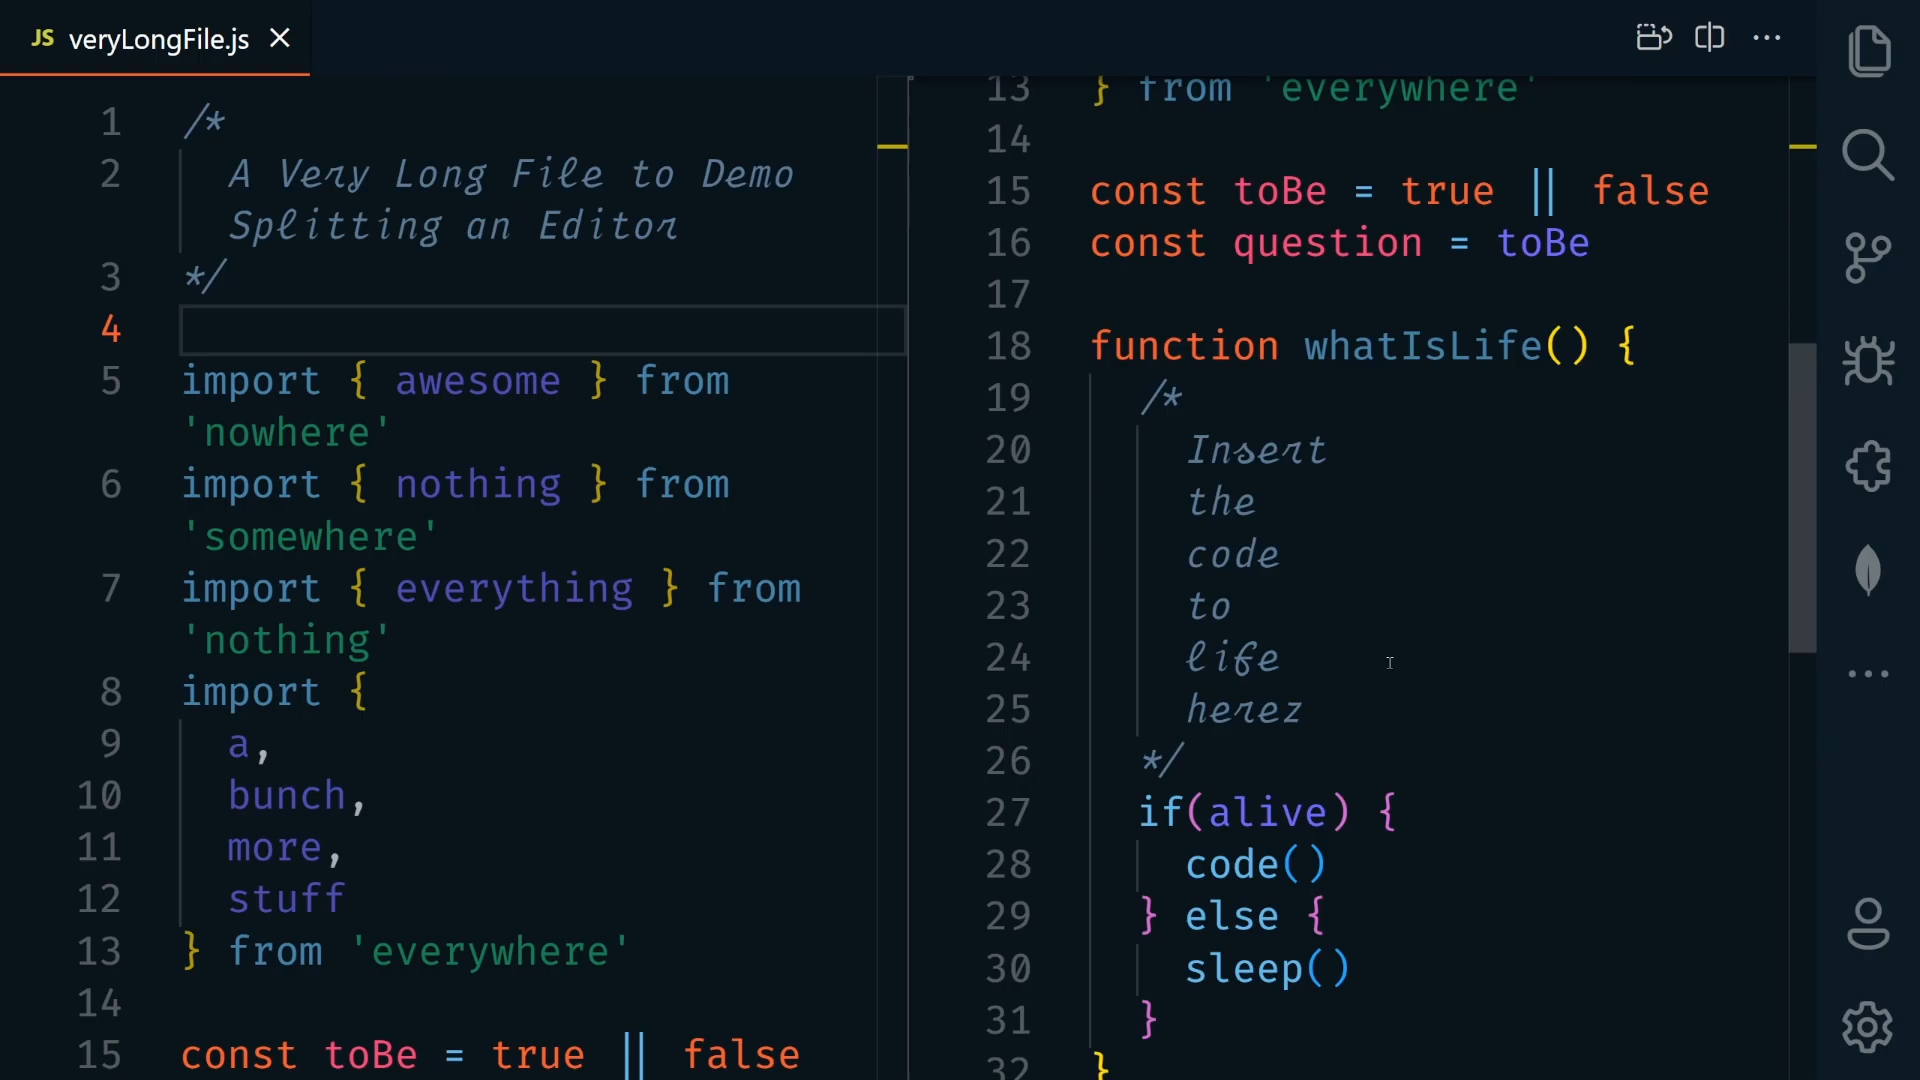 JS veryLongFile.js
1 /*
2 A Very Long File to Demo
Splitting an Editor
3 */
4
5 import { awesome } from
'nowhere'
6 import { nothing } from
'somewhere'
7 import { everything } from
'nothing'
8 import {
9 a,
10 bunch,
11 more,
12 stuff
13 } from 'everywhere'
14
15 const toBe = true || false
13 } from 'everywhere'
14
15 const toBe = true || false
16 const question = toBe
17
18 function whatIsLife() {
19 /*
20 Insert
21 the
22 code
23 to
24 life
25 herez
26 */
27 if(alive) {
28 code()
29 } else {
30 sleep()
31 }
32 }